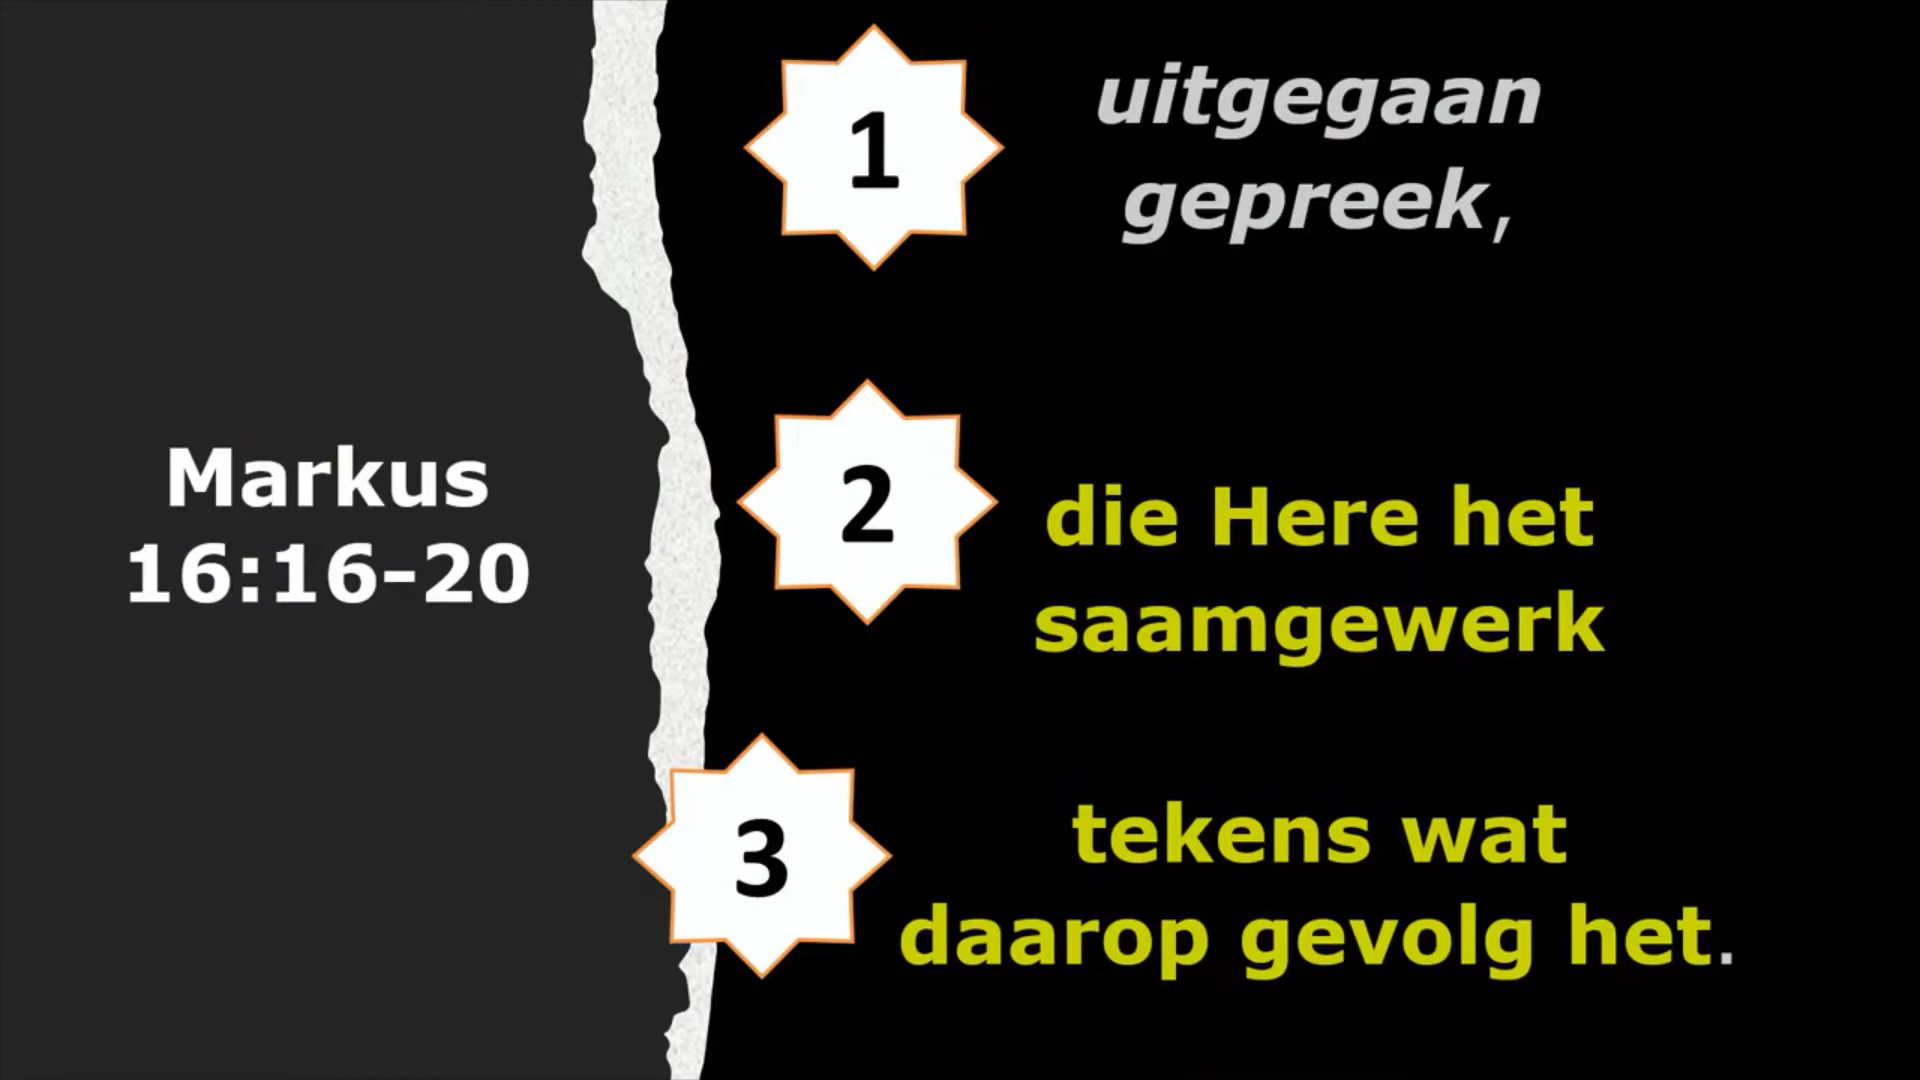 Markus
16:16-20
1
uitgegaan
gepreek,
2
die Here het
saamgewerk
3
tekens wat
daarop gevolg het.